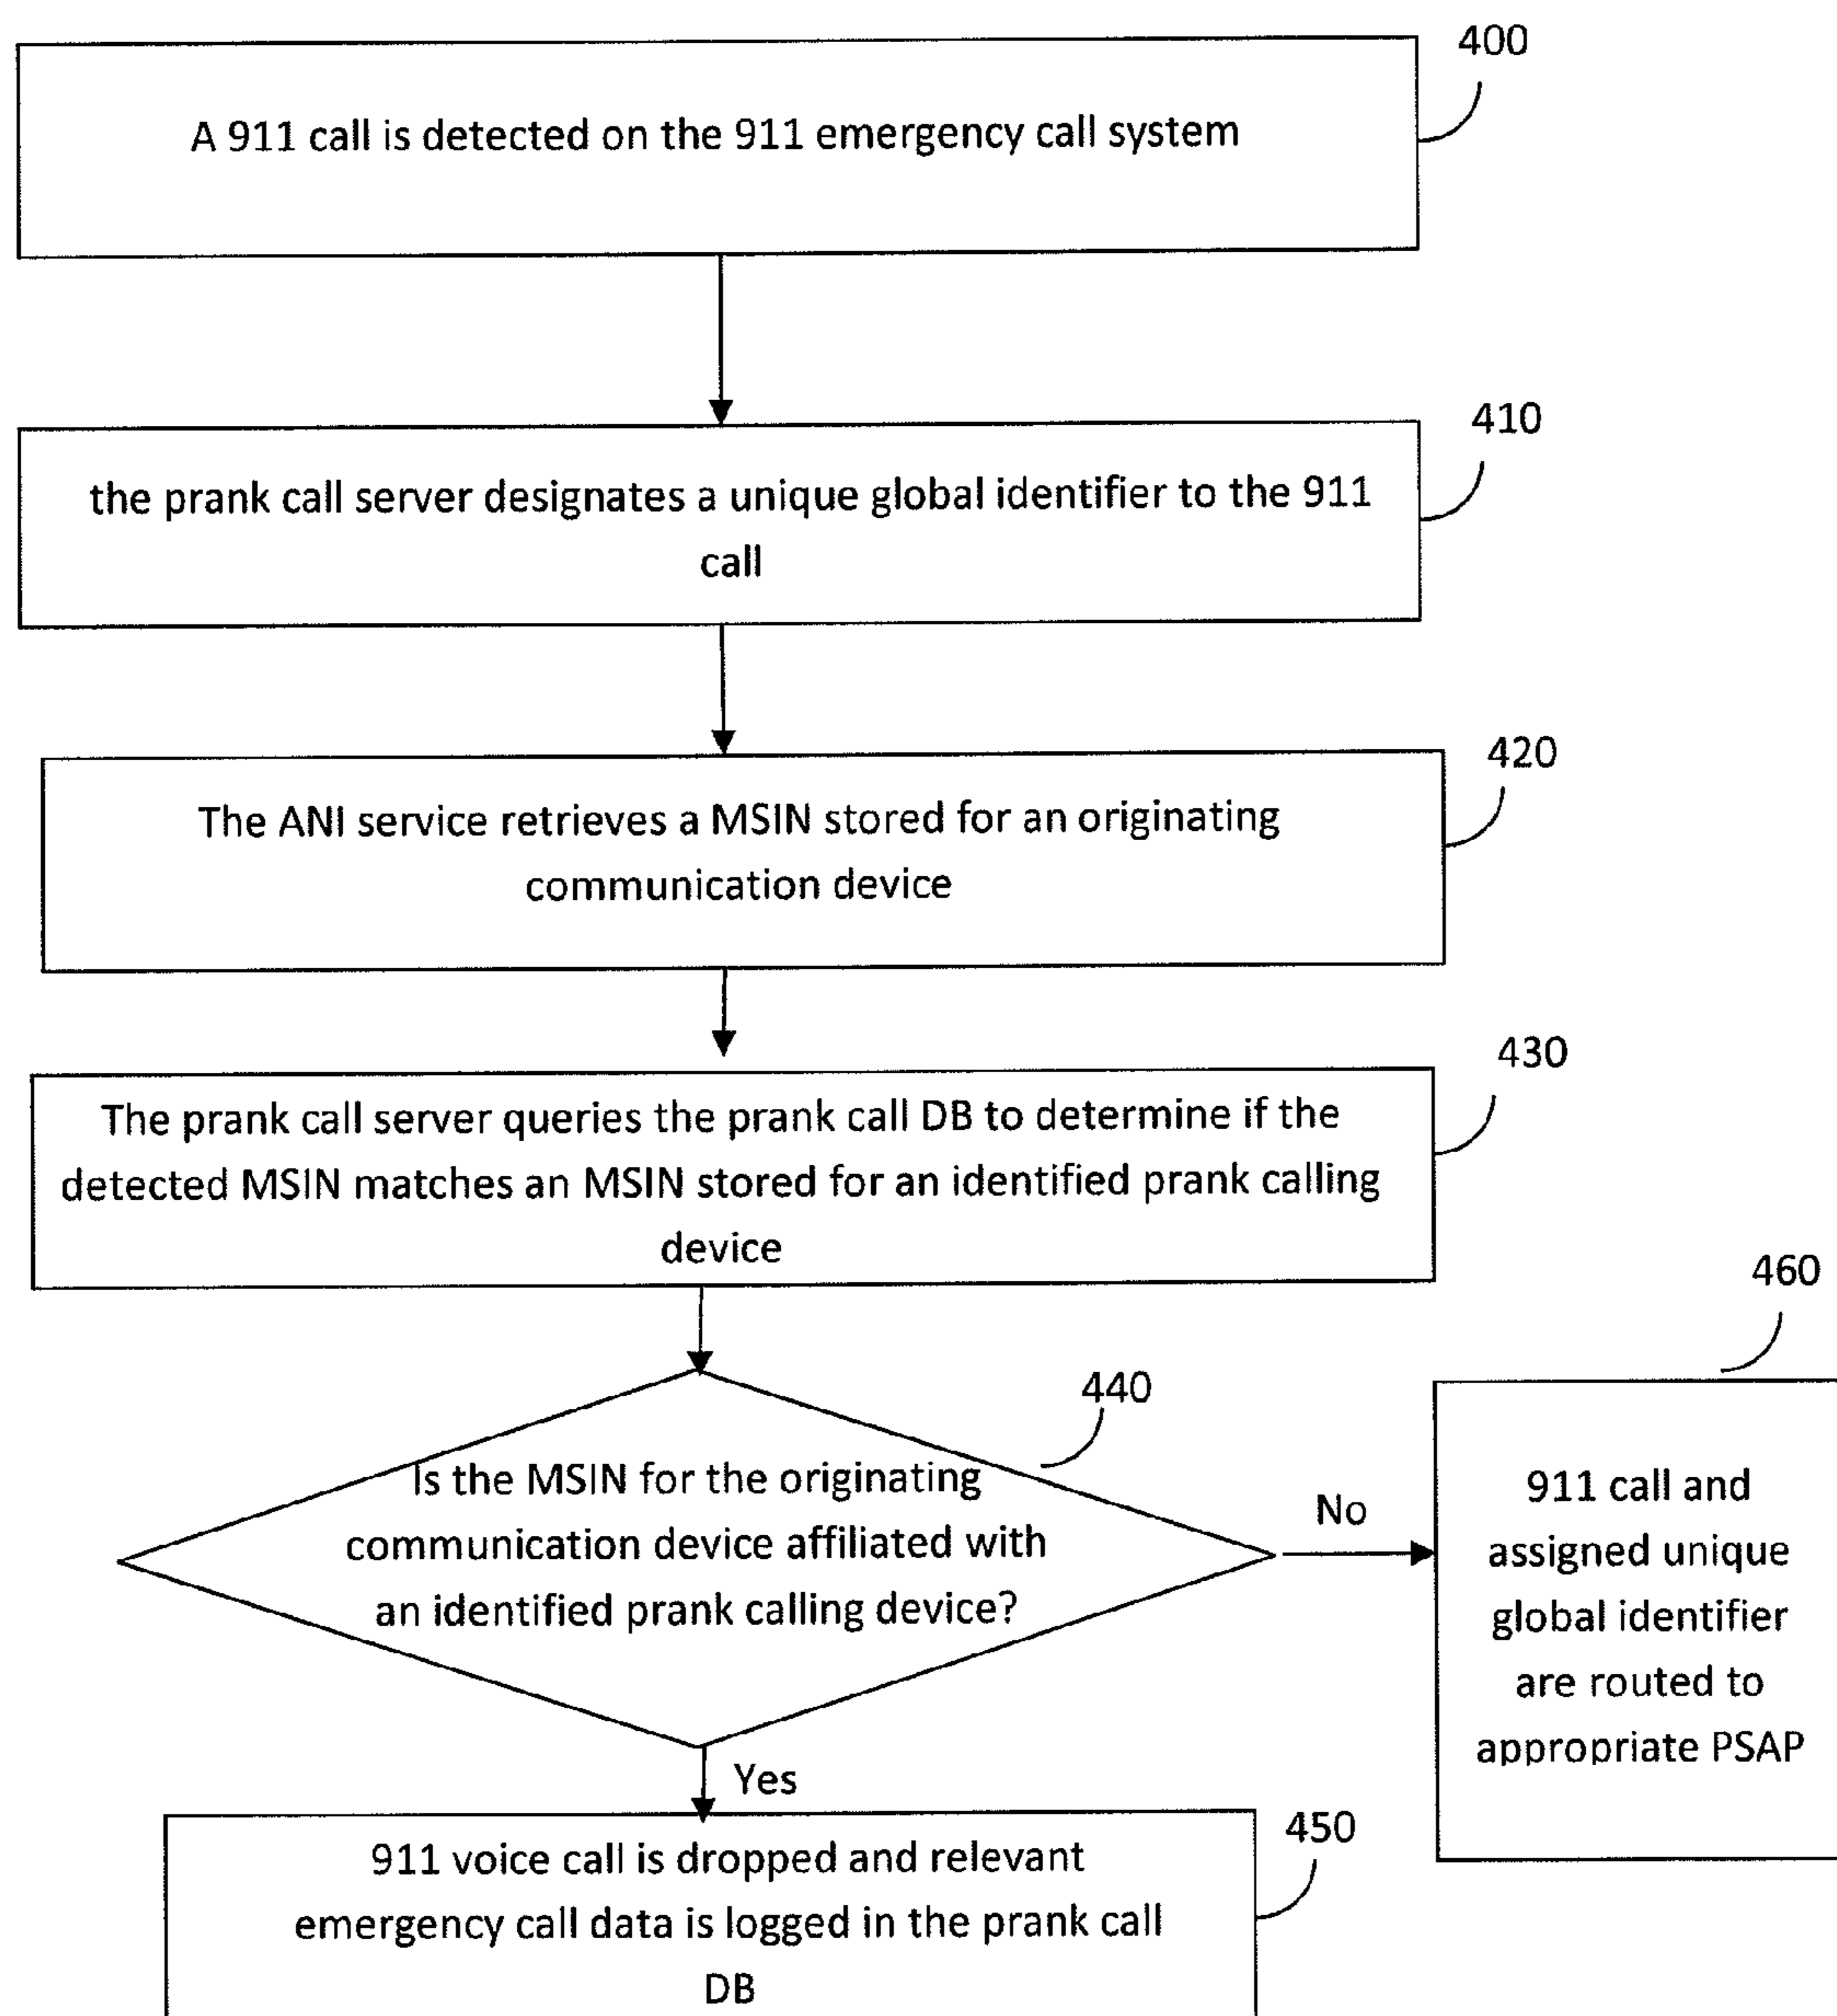 400
A 911 call is detected on the 911 emergency call system
410
the prank call server designates a unique global identifier to the 911
call
420
The ANI service retrieves a MSIN stored for an originating
communication device
430
The prank call server queries the prank call DB to determine if the
detected MSIN matches an MSIN stored for an identified prank calling
device
440
Is the MSIN for the originating
communication device affiliated with
an identified prank calling device?
No
460
911 call and
assigned unique
global identifier
are routed to
appropriate PSAP
Yes
450
911 voice call is dropped and relevant
emergency call data is logged in the prank call
DB